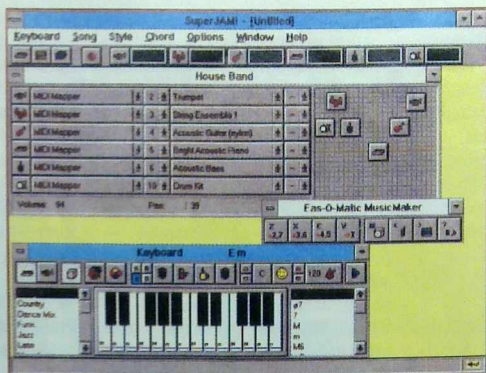 SuperJAM! - [Untitled]
Keyboard Song Style Chord Options Window Help
House Band
MIDI Mapper 2 Trumpet
MIDI Mapper 3 String Ensemble 1
MIDI Mapper 4 Acoustic Guitar (nylon)
MIDI Mapper 5 Bright Acoustic Piano
MIDI Mapper 6 Acoustic Bass
MIDI Mapper 10 Drum Kit
Volume: 94 Pan: 39
Eas-O-Matic MusicMaker
Z X C V
Keyboard Em
C 120
Country
Dance Mix
Funk
Jazz
Latin
ø7
7
M
m
M6